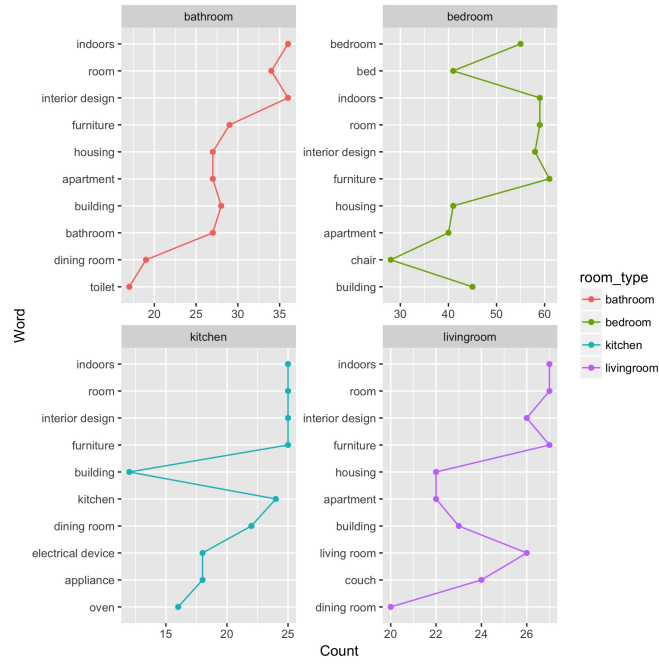 bathroom
indoors
room
interior design
furniture
housing
apartment
building
bathroom
dining room
toilet
20 25 30 35
bedroom
bedroom
bed
indoors
room
interior design
furniture
housing
apartment
chair
building
30 40 50 60
kitchen
indoors
room
interior design
furniture
building
kitchen
dining room
electrical device
appliance
oven
15 20 25
livingroom
indoors
room
interior design
furniture
housing
apartment
building
living room
couch
dining room
20 22 24 26
Word
Count
room_type
bathroom
bedroom
kitchen
livingroom